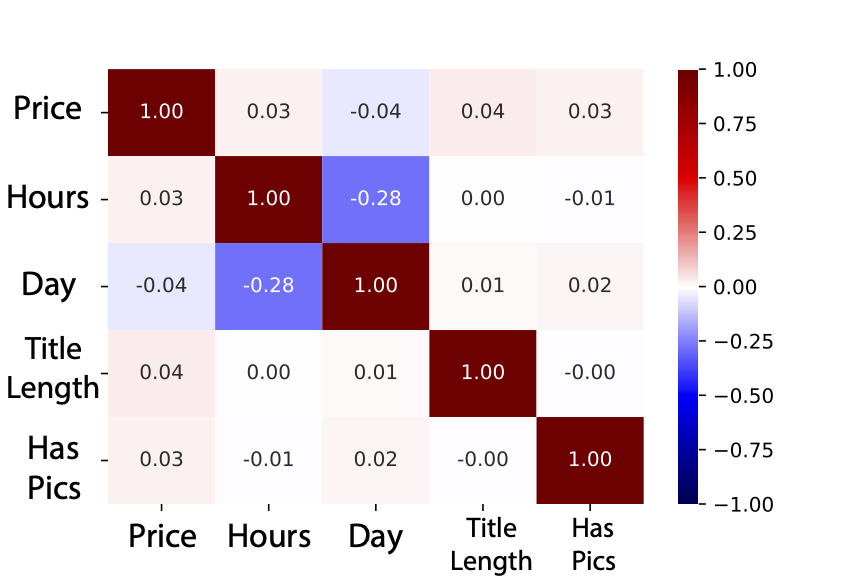 1.00
Price 1.00 0.03 -0.04 0.04 0.03
0.75
Hours 0.03 1.00 -0.28 0.00 -0.01
0.50
0.25
Day -0.04 -0.28 1.00 0.01 0.02
0.00
−0.25
Title
Length 0.04 0.00 0.01 1.00 -0.00
−0.50
−0.75
Has
Pics 0.03 -0.01 0.02 -0.00 1.00
−1.00
Price Hours Day Title Has
Length Pics